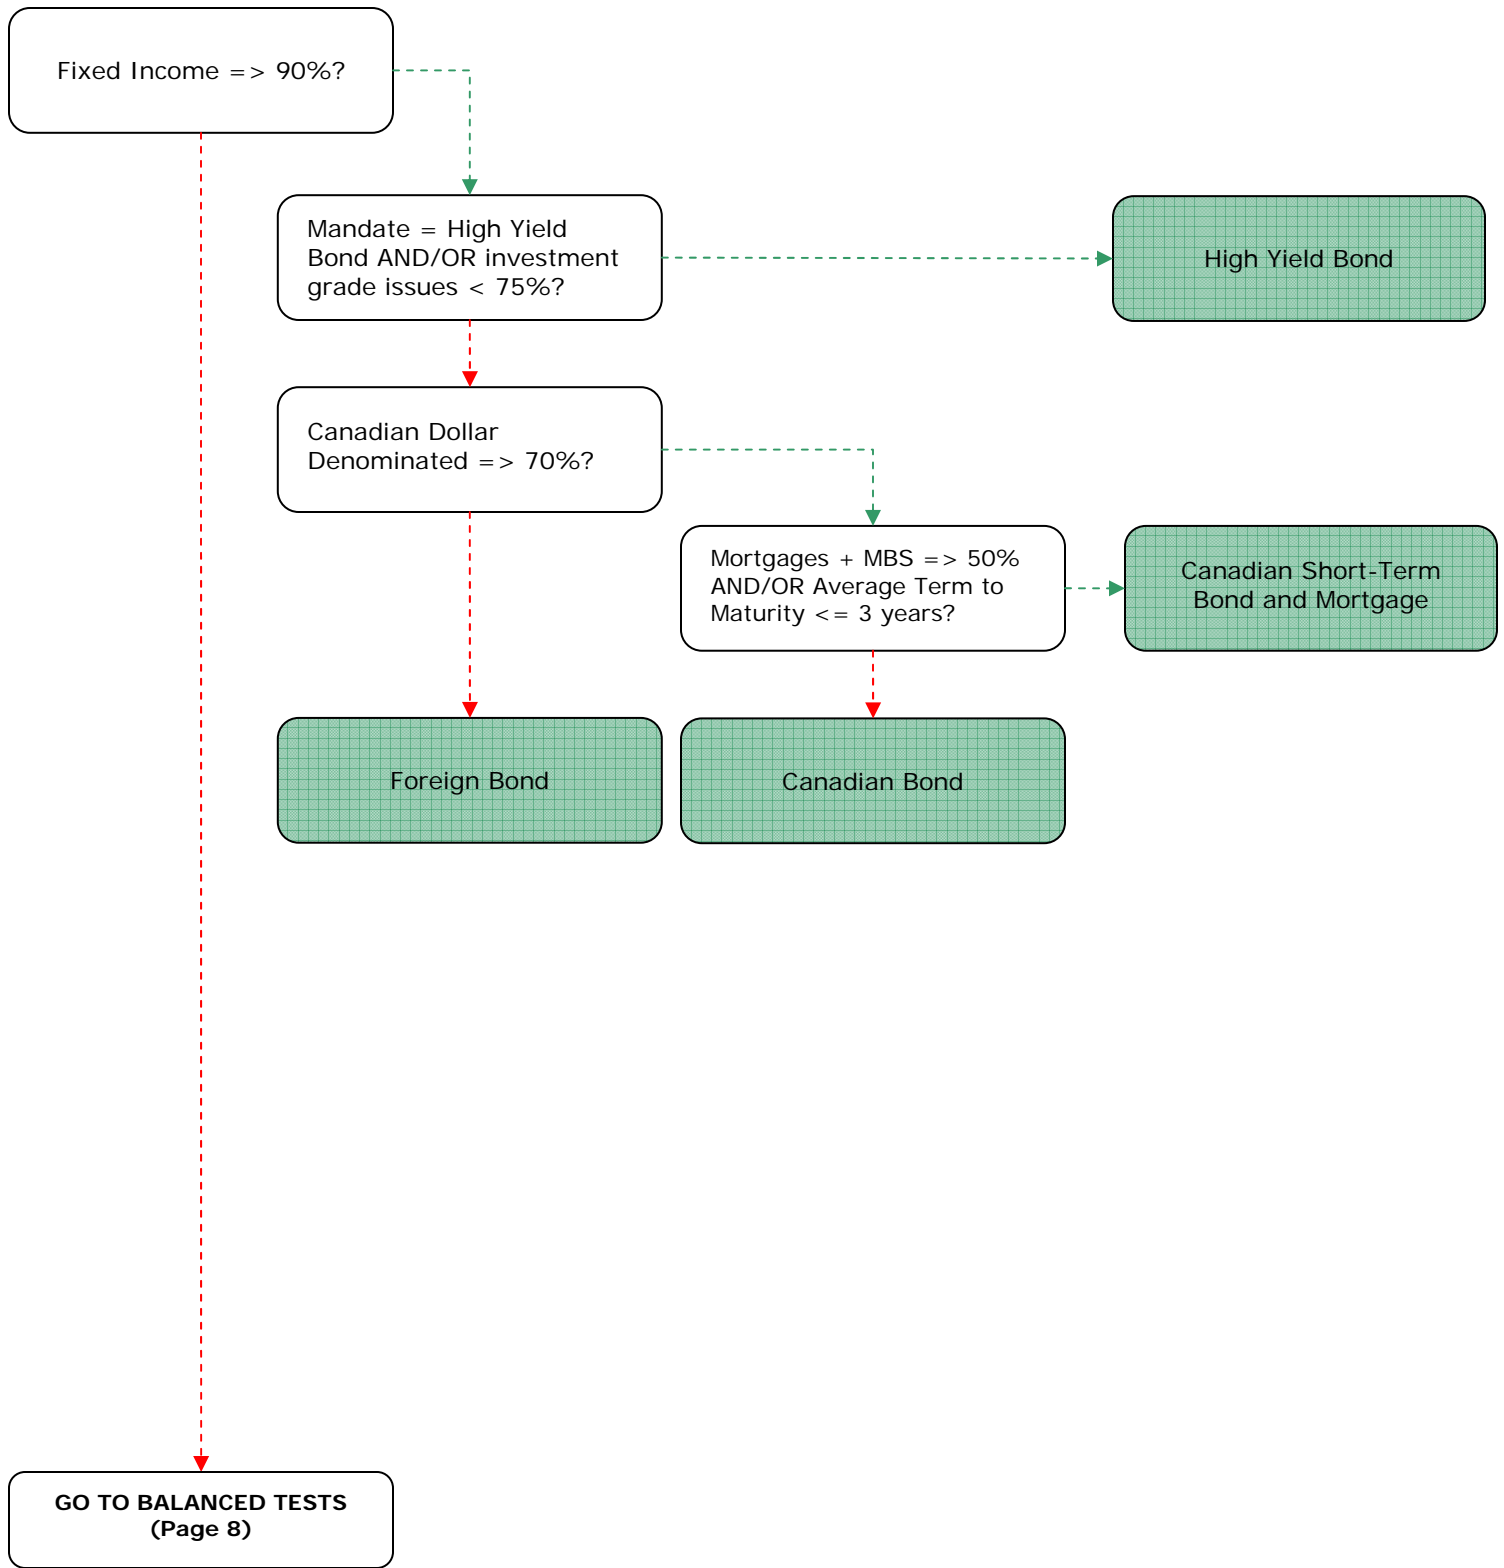 Fixed Income => 90%?
Mandate = High Yield
Bond AND/OR investment
grade issues < 75%?
High Yield Bond
Canadian Dollar
Denominated => 70%?
Mortgages + MBS => 50%
AND/OR Average Term to
Maturity <= 3 years?
Canadian Short-Term
Bond and Mortgage
Foreign Bond
Canadian Bond
GO TO BALANCED TESTS
(Page 8)